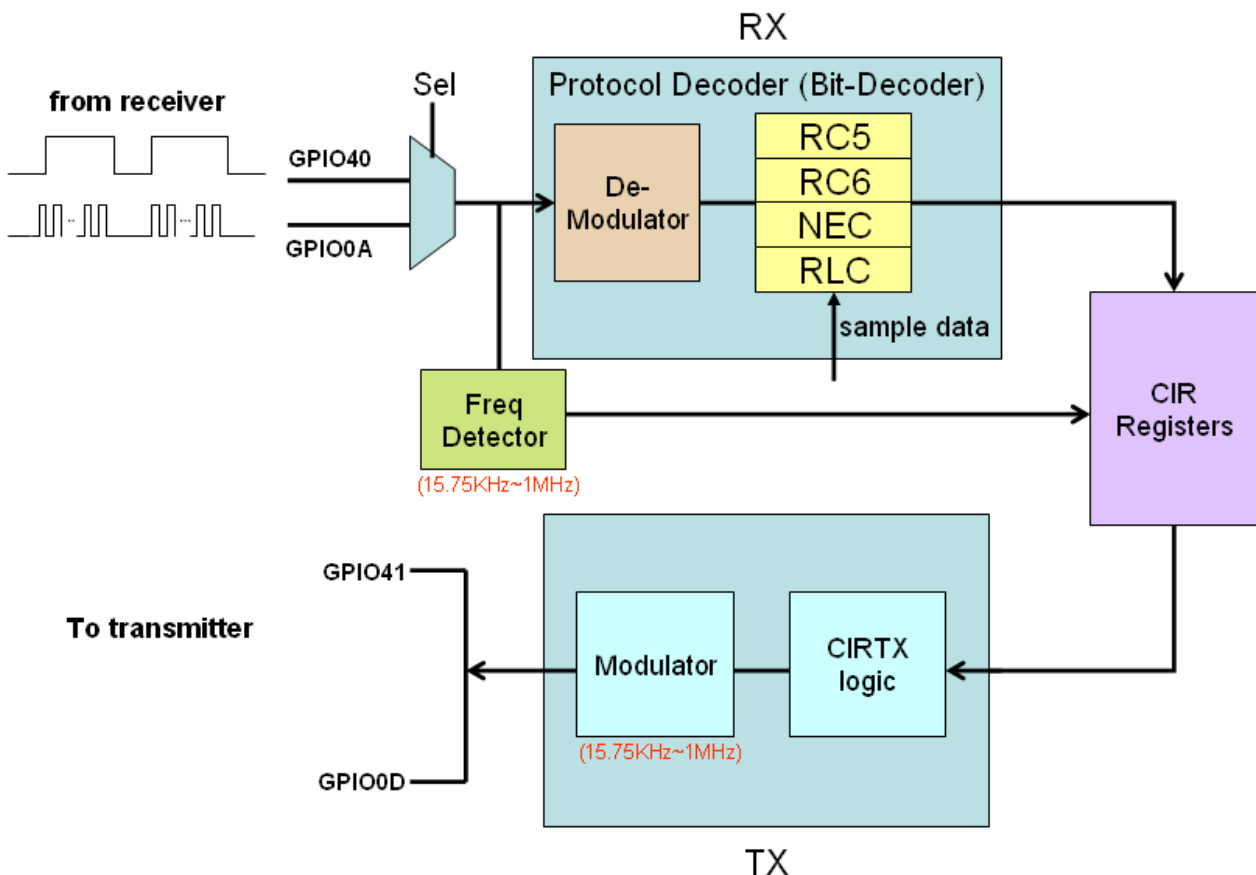 RX
Protocol Decoder (Bit-Decoder)
Sel
from receiver
GPIO40
GPIO0A
De-
Modulator
RC5
RC6
NEC
RLC
sample data
Freq
Detector
(15.75KHz~1MHz)
CIR
Registers
GPIO41
To transmitter
GPIO0D
Modulator
(15.75KHz~1MHz)
CIRTX
logic
TX